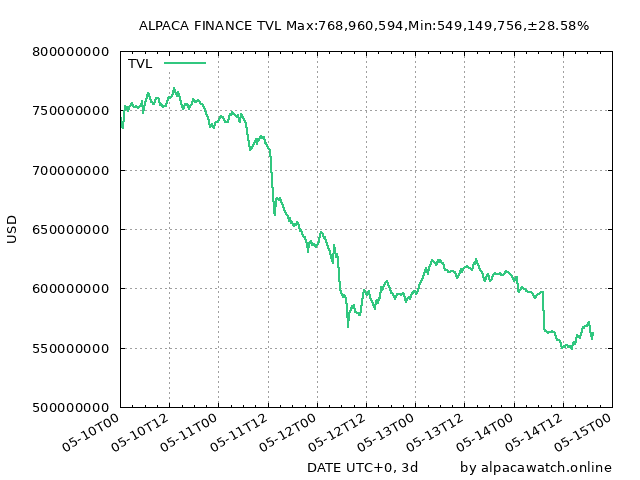 ALPACA FINANCE TVL Max:768,960,594,Min:549,149,756,±28.58%
800000000
TVL
750000000
700000000
650000000
USD
600000000
550000000
500000000
05-10T00
05-10T12
05-11T00
05-11T12
05-12T00
05-12T12
05-13T00
05-13T12
05-14T00
05-14T12
05-15T00
DATE UTC+0, 3d
by alpacawatch.online